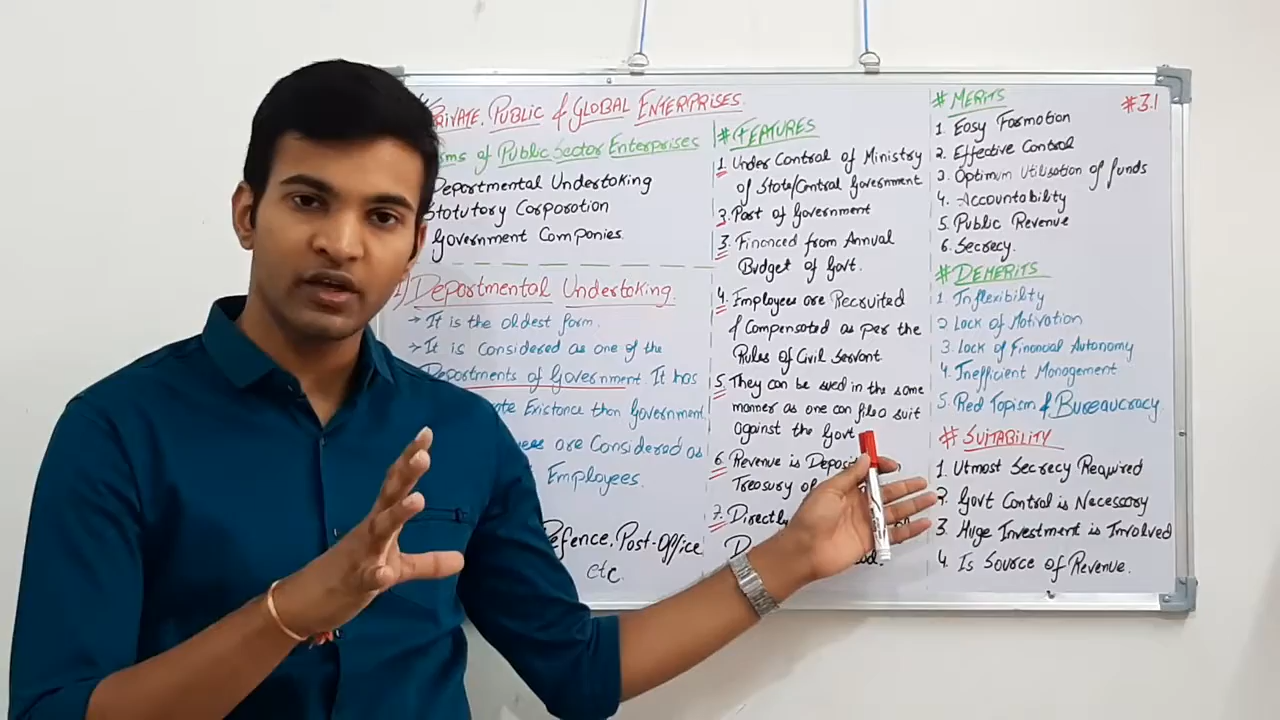 PRIVATE, PUBLIC & GLOBAL ENTERPRISES
of Public Sector Enterprises
Departmental Undertaking
Statutory Corporation
Government Companies.
Departmental Undertaking.
→ It is the oldest form.
→ It is considered as one of the
Departments of Government. It has
Existance than Government.
are Considered as
Employees.
Defence, Post-Office
etc.
# FEATURES
1. Under Control of Ministry
of State/Central Government
2. Part of Government
3. Financed from Annual
Budget of Govt.
4. Employees are Recruited
& Compensated as per the
Rules of Civil Servant
5. They can be sued in the same
manner as one can file a suit
against the Govt
6. Revenue is
Treasury of
7. Directly
# MERITS
#3.1
1. Easy Formation
2. Effective Control
3. Optimum Utilisation of funds
4. Accountability
5. Public Revenue
6. Secrecy.
# DEMERITS
1. Inflexibilty
2. Lack of Motivation
3. Lack of Financial Autonomy
4. Inefficient Management
5. Red Tapism & Bureaucracy
# SUITABILITY
1. Utmost Secrecy Required
2. Govt Control is Necessary
3. Huge Investment is Involved
4. Is Source of Revenue.